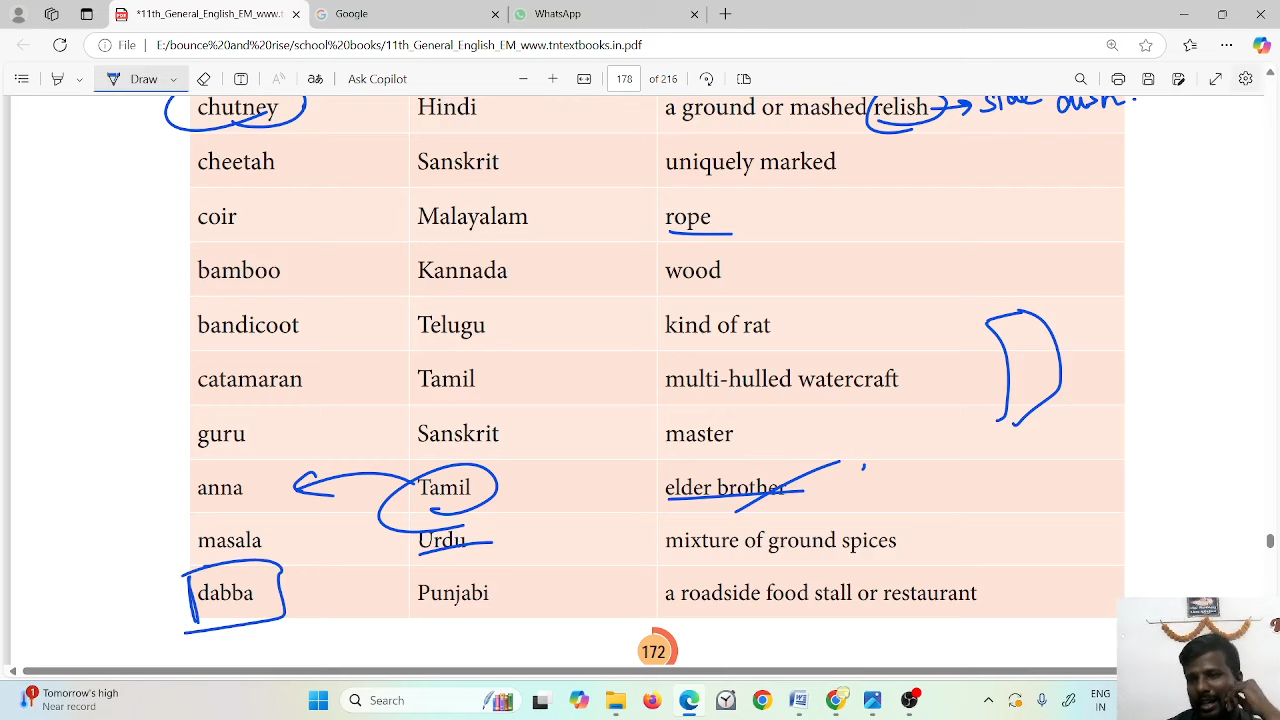 *11th_General_English_EM_www.t
Google
WhatsApp
File
E:/bounce%20and%20rise/school%20books/11th_General_English_EM_www.tntextbooks.in.pdf
Draw
Ask Copilot
178
of 216
chutney Hindi a ground or mashed relish → side dish.
cheetah Sanskrit uniquely marked
coir Malayalam rope
bamboo Kannada wood
bandicoot Telugu kind of rat
catamaran Tamil multi-hulled watercraft
guru Sanskrit master
anna Tamil elder brother
masala Urdu mixture of ground spices
dabba Punjabi a roadside food stall or restaurant
172
1
Tomorrow's high
Near record
Search
ENG
IN